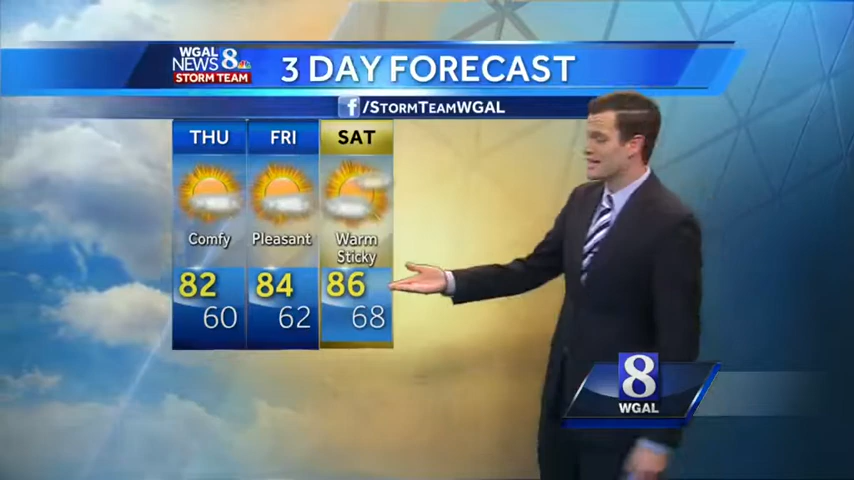 WGAL
NEWS 8
STORM TEAM
3 DAY FORECAST
f /STORMTEAMWGAL
THU FRI SAT
Comfy Pleasant Warm
Sticky
82 84 86
60 62 68
8
WGAL